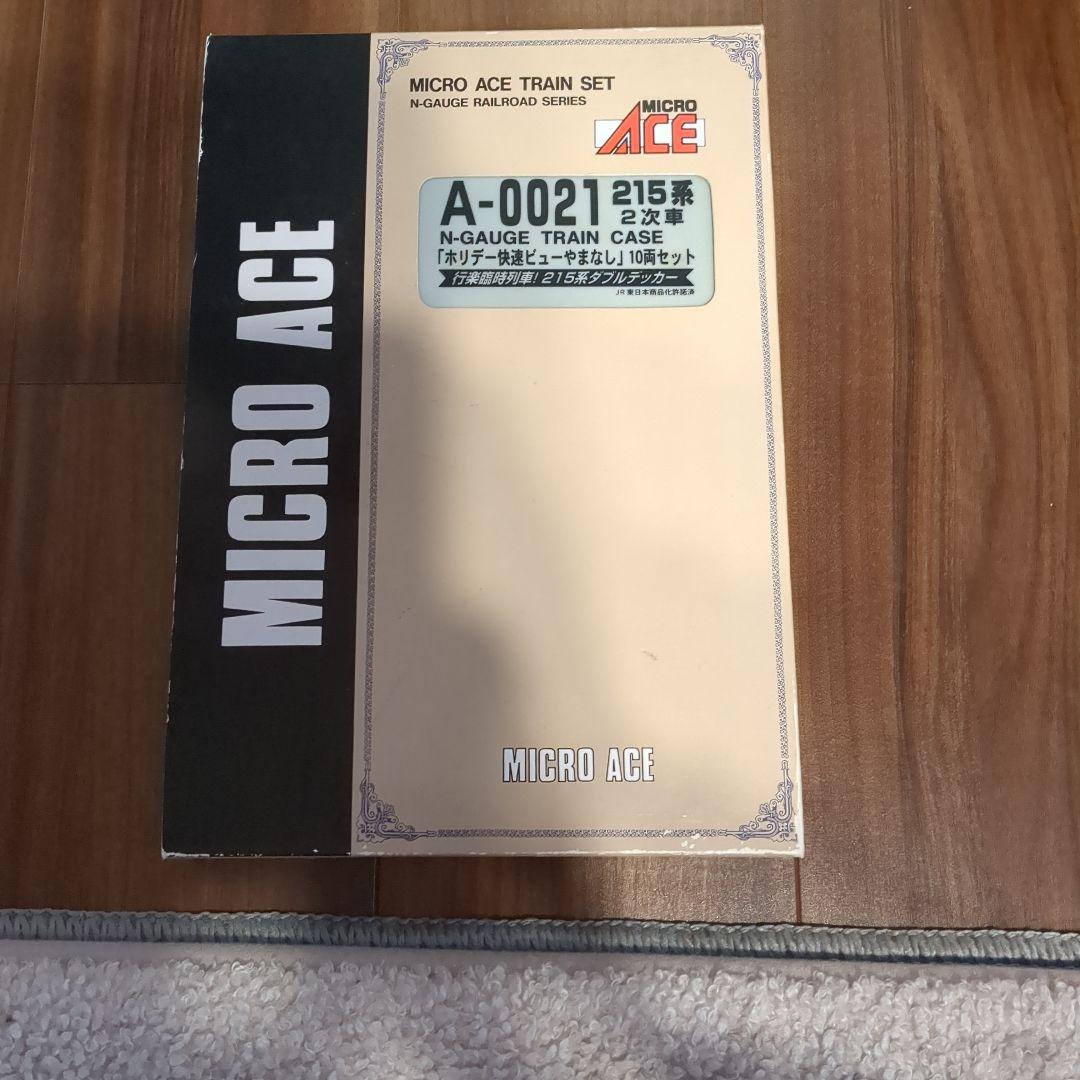 MICRO ACE
MICRO ACE TRAIN SET
N-GAUGE RAILROAD SERIES
MICRO
ACE
A-0021 215系
2次車
N-GAUGE TRAIN CASE
「ホリデー快速ビューやまなし」10両セット
行楽臨時列車!215系ダブルデッカー
JR東日本商品化許諾済
MICRO ACE